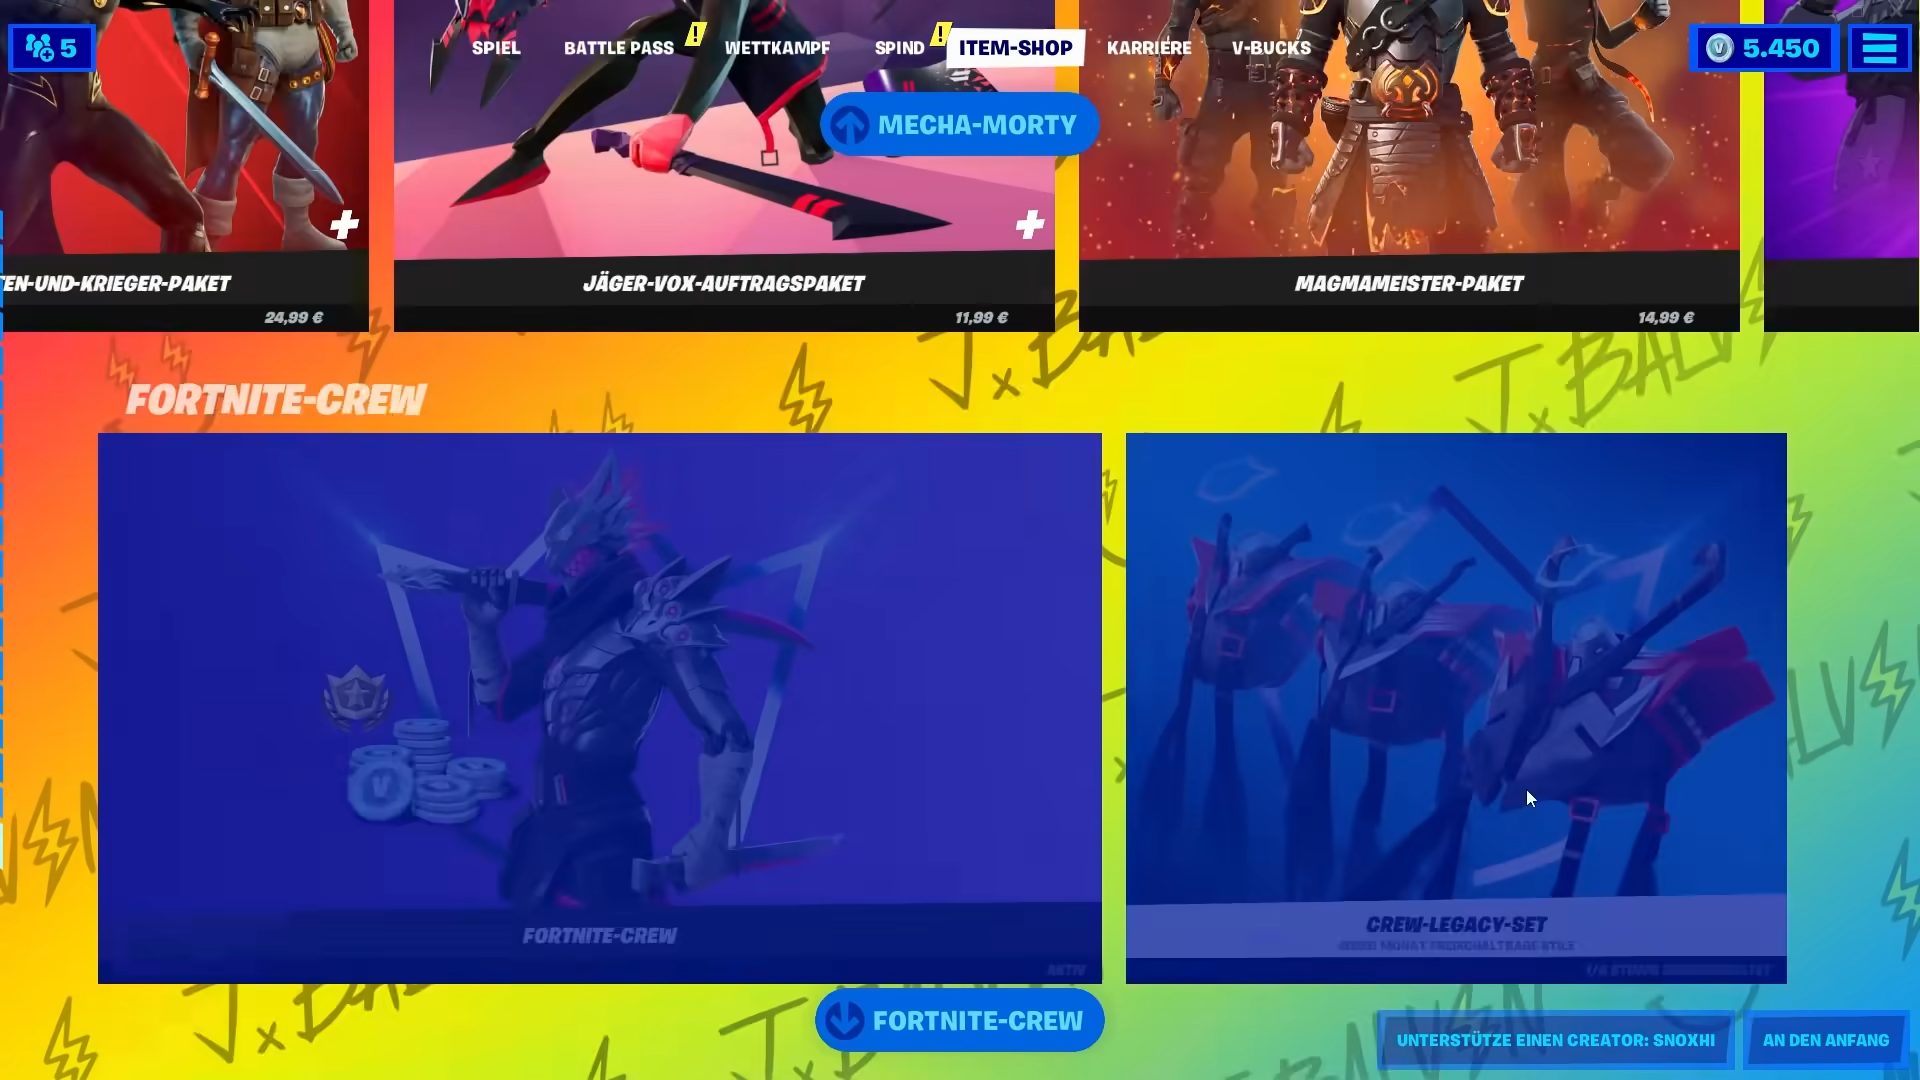 5
SPIEL
BATTLE PASS
!
WETTKAMPF
SPIND
!
ITEM-SHOP
KARRIERE
V-BUCKS
5.450
MECHA-MORTY
EN-UND-KRIEGER-PAKET
24,99 €
JÄGER-VOX-AUFTRAGSPAKET
11,99 €
MAGMAMEISTER-PAKET
14,99 €
FORTNITE-CREW
J. BALVIN
FORTNITE-CREW
AKTIV
CREW-LEGACY-SET
FORTNITE-CREW
UNTERSTÜTZE EINEN CREATOR: SNOXHI
AN DEN ANFANG